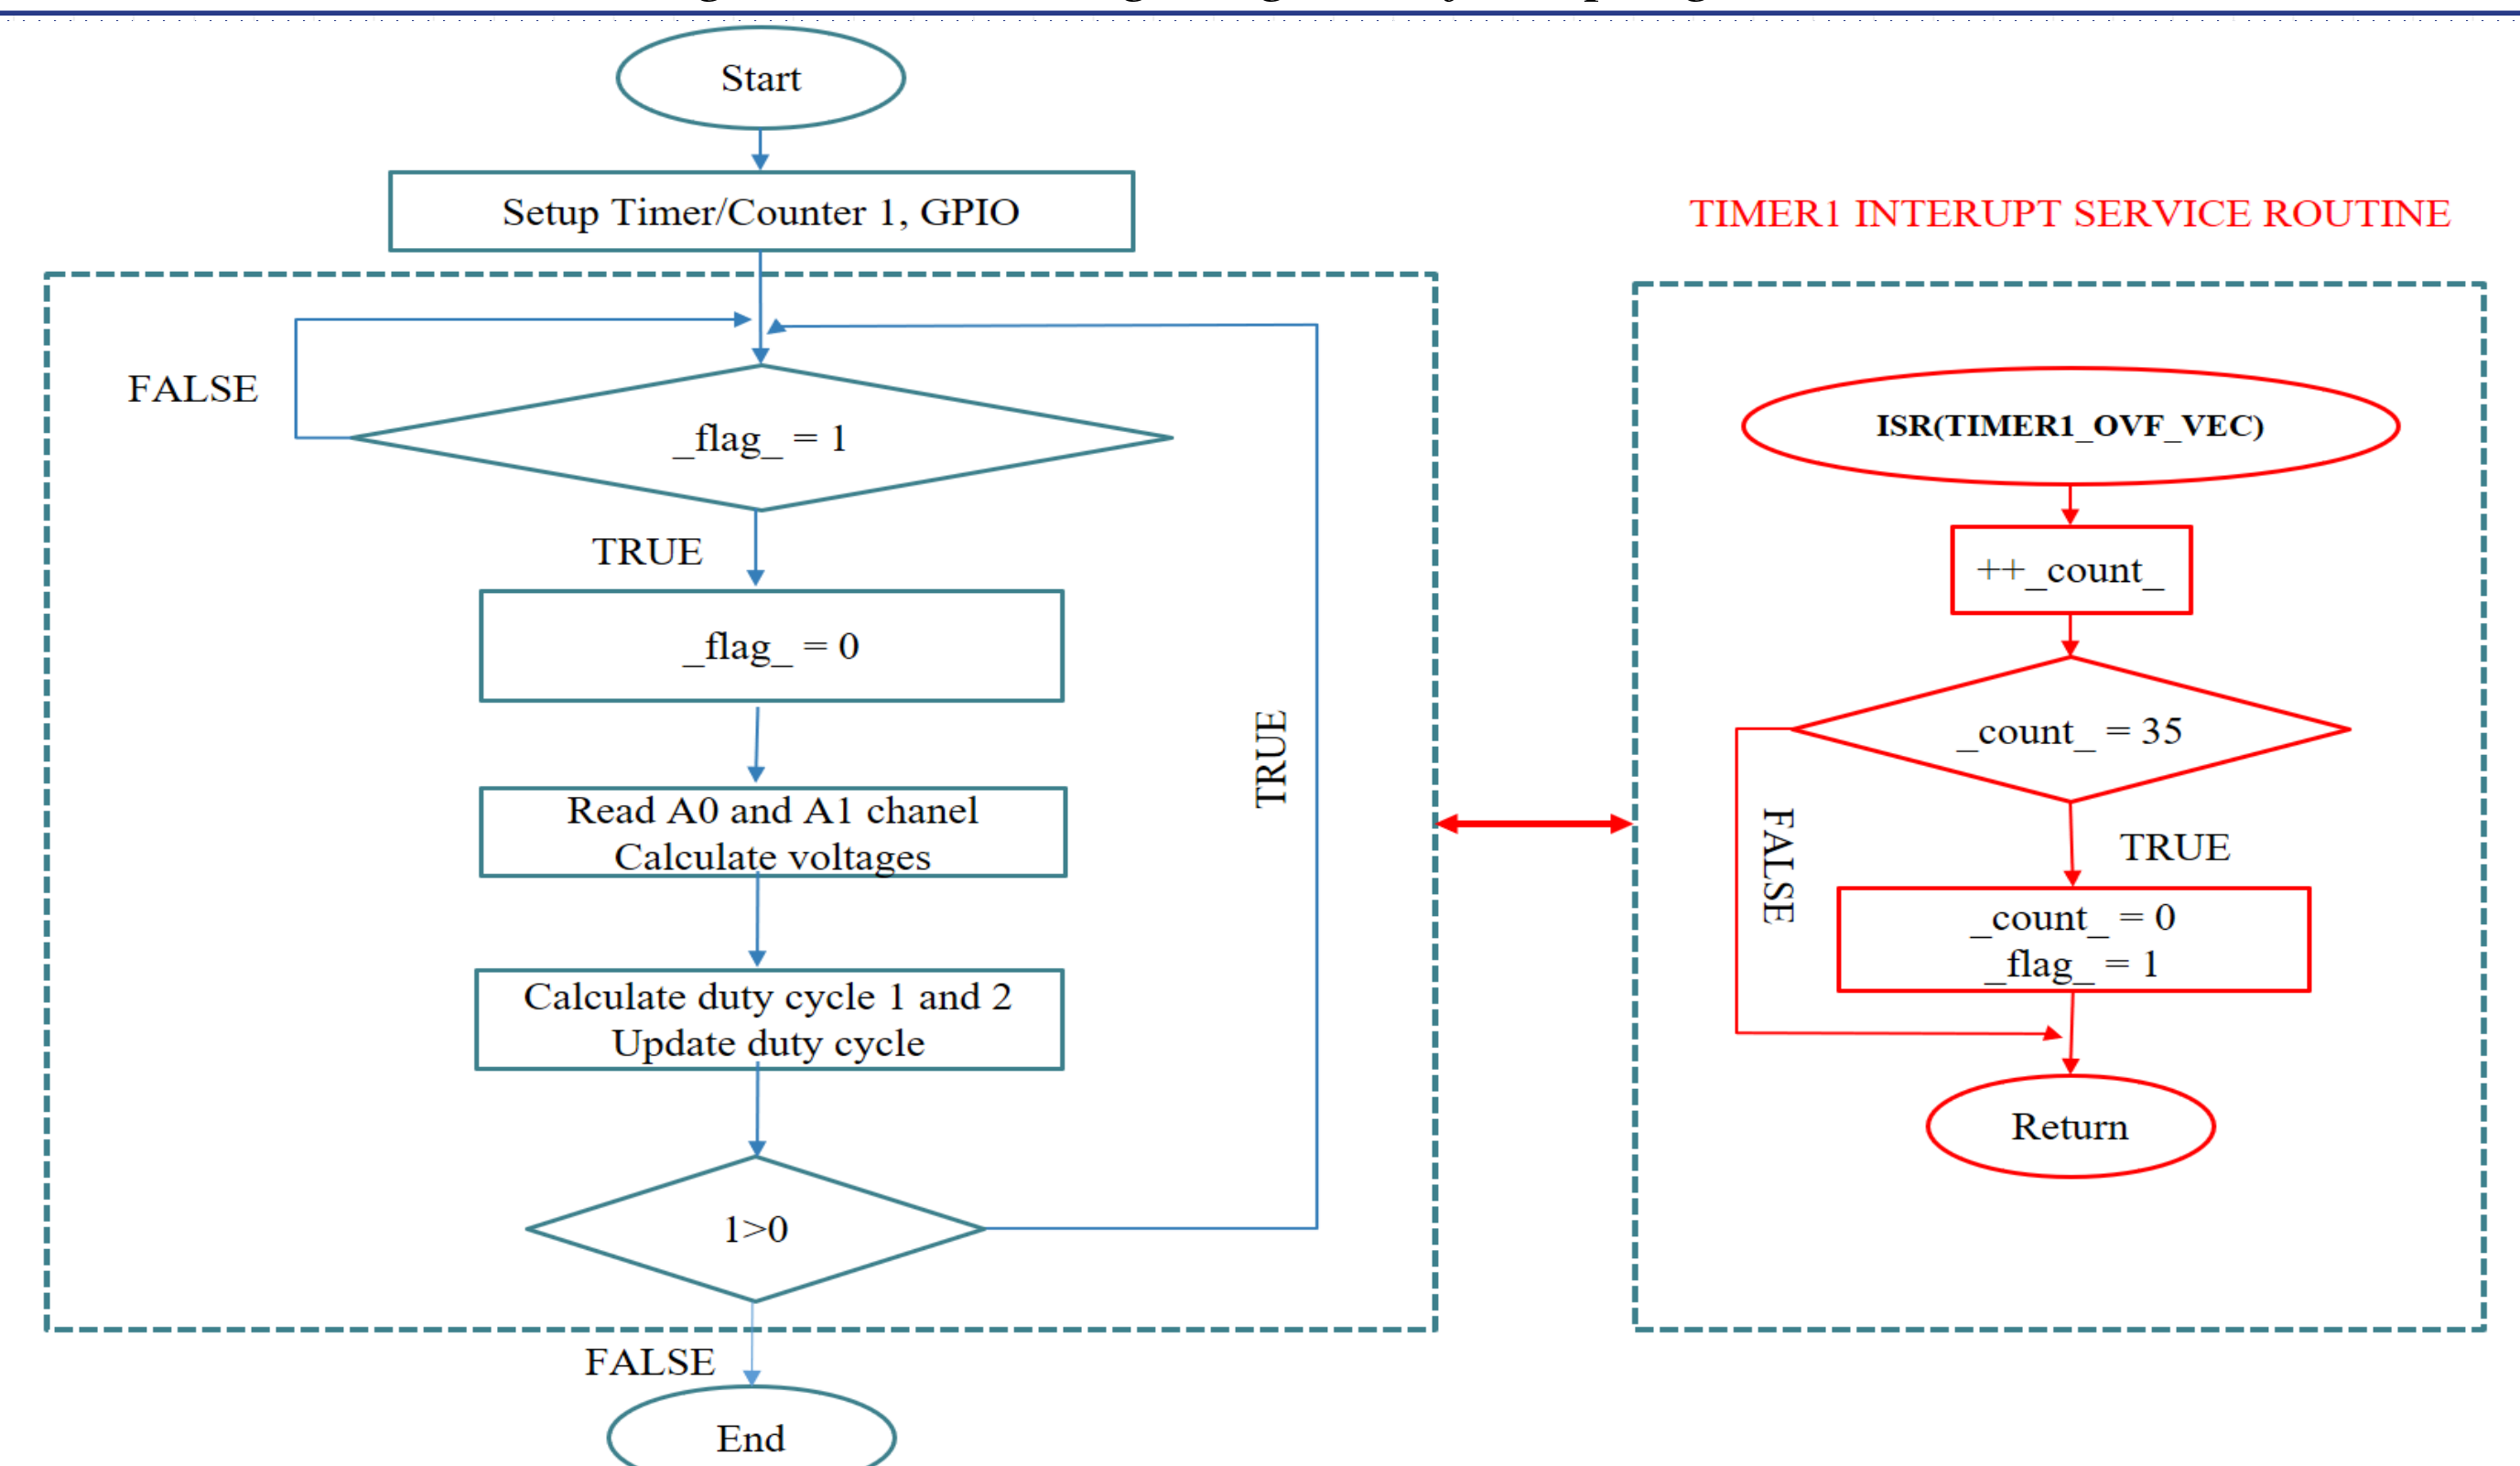 Start
Setup Timer/Counter 1, GPIO
FALSE
_flag_ = 1
TRUE
_flag_ = 0
Read A0 and A1 chanel
Calculate voltages
Calculate duty cycle 1 and 2
Update duty cycle
TRUE
1>0
FALSE
End
TIMER1 INTERUPT SERVICE ROUTINE
ISR(TIMER1_OVF_VEC)
++_count_
_count_ = 35
FALSE
TRUE
_count_ = 0
_flag_ = 1
Return